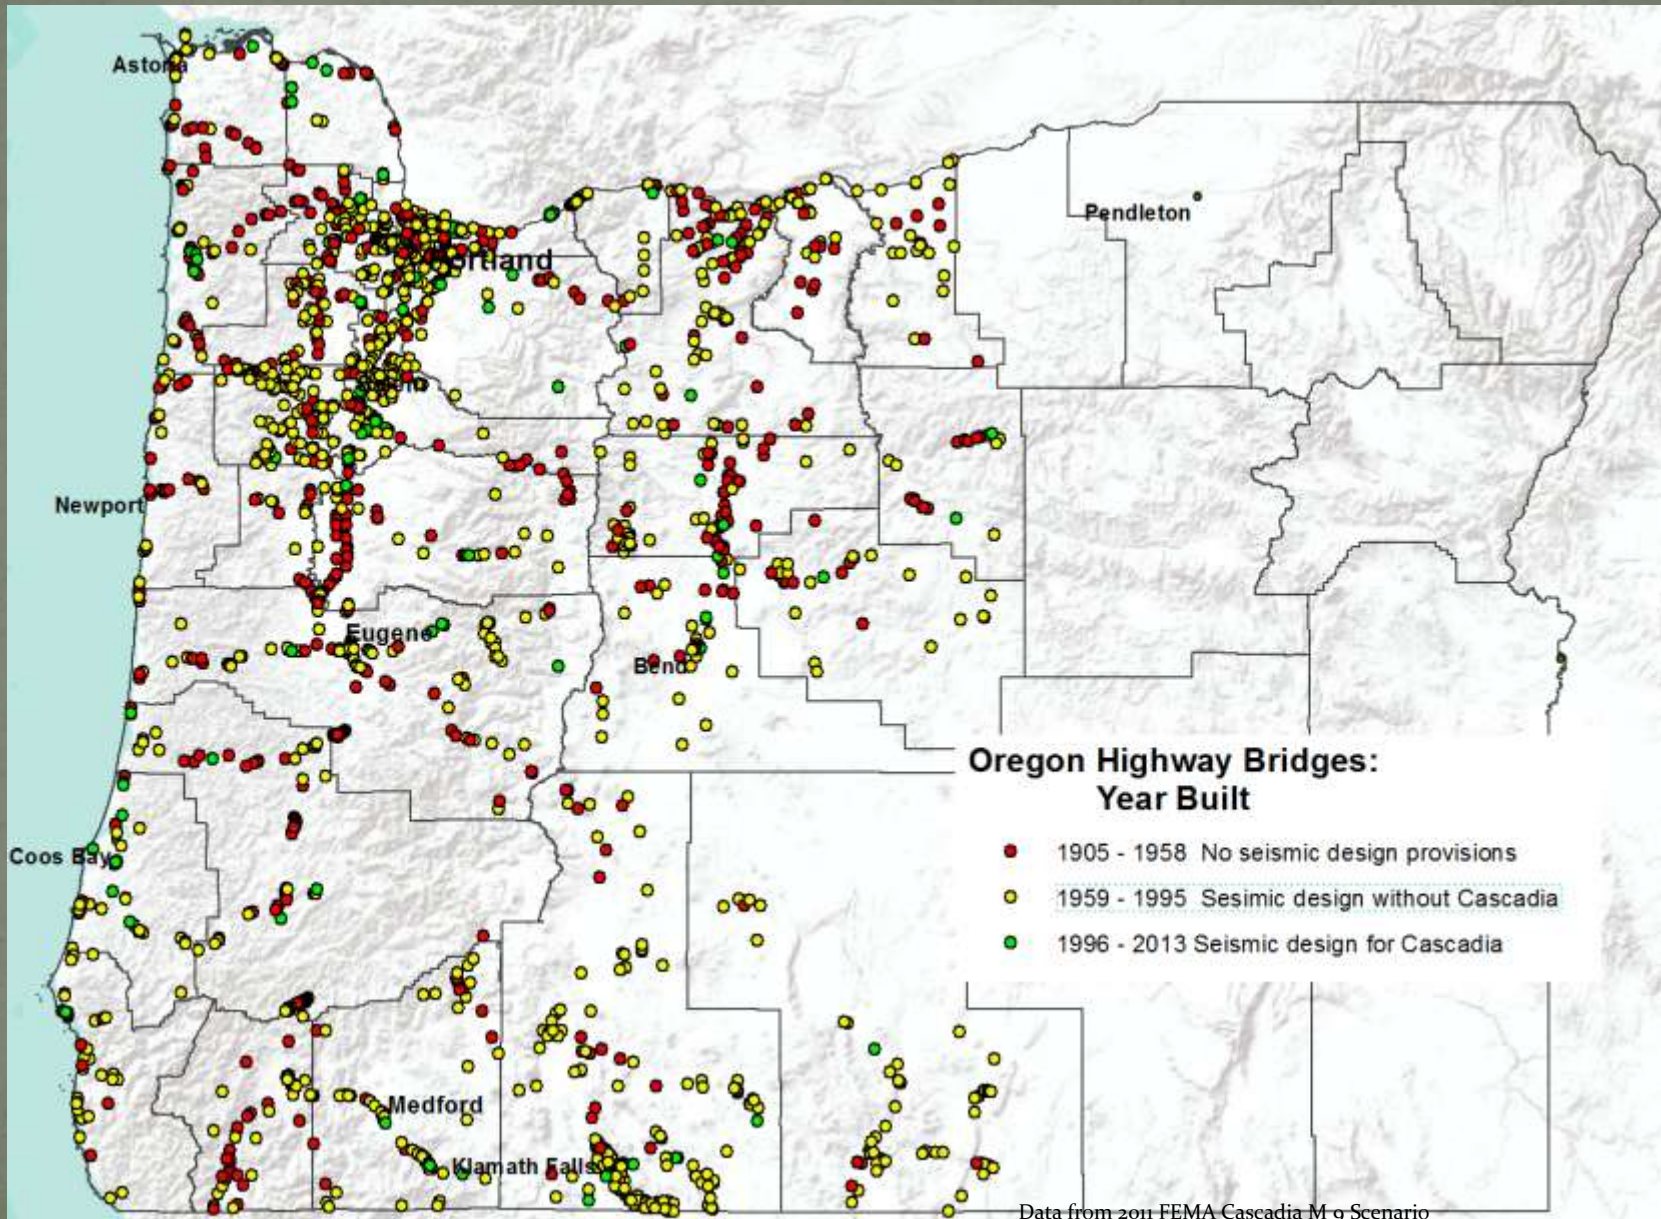 Astoria
Pendleton
Portland
Newport
Eugene
Bend
Oregon Highway Bridges:
Year Built
1905 - 1958 No seismic design provisions
Coos Bay
1959 - 1995 Sesimic design without Cascadia
1996 - 2013 Seismic design for Cascadia
Medford
Klamath Falls
Data from 2011 FEMA Cascadia M 9 Scenario